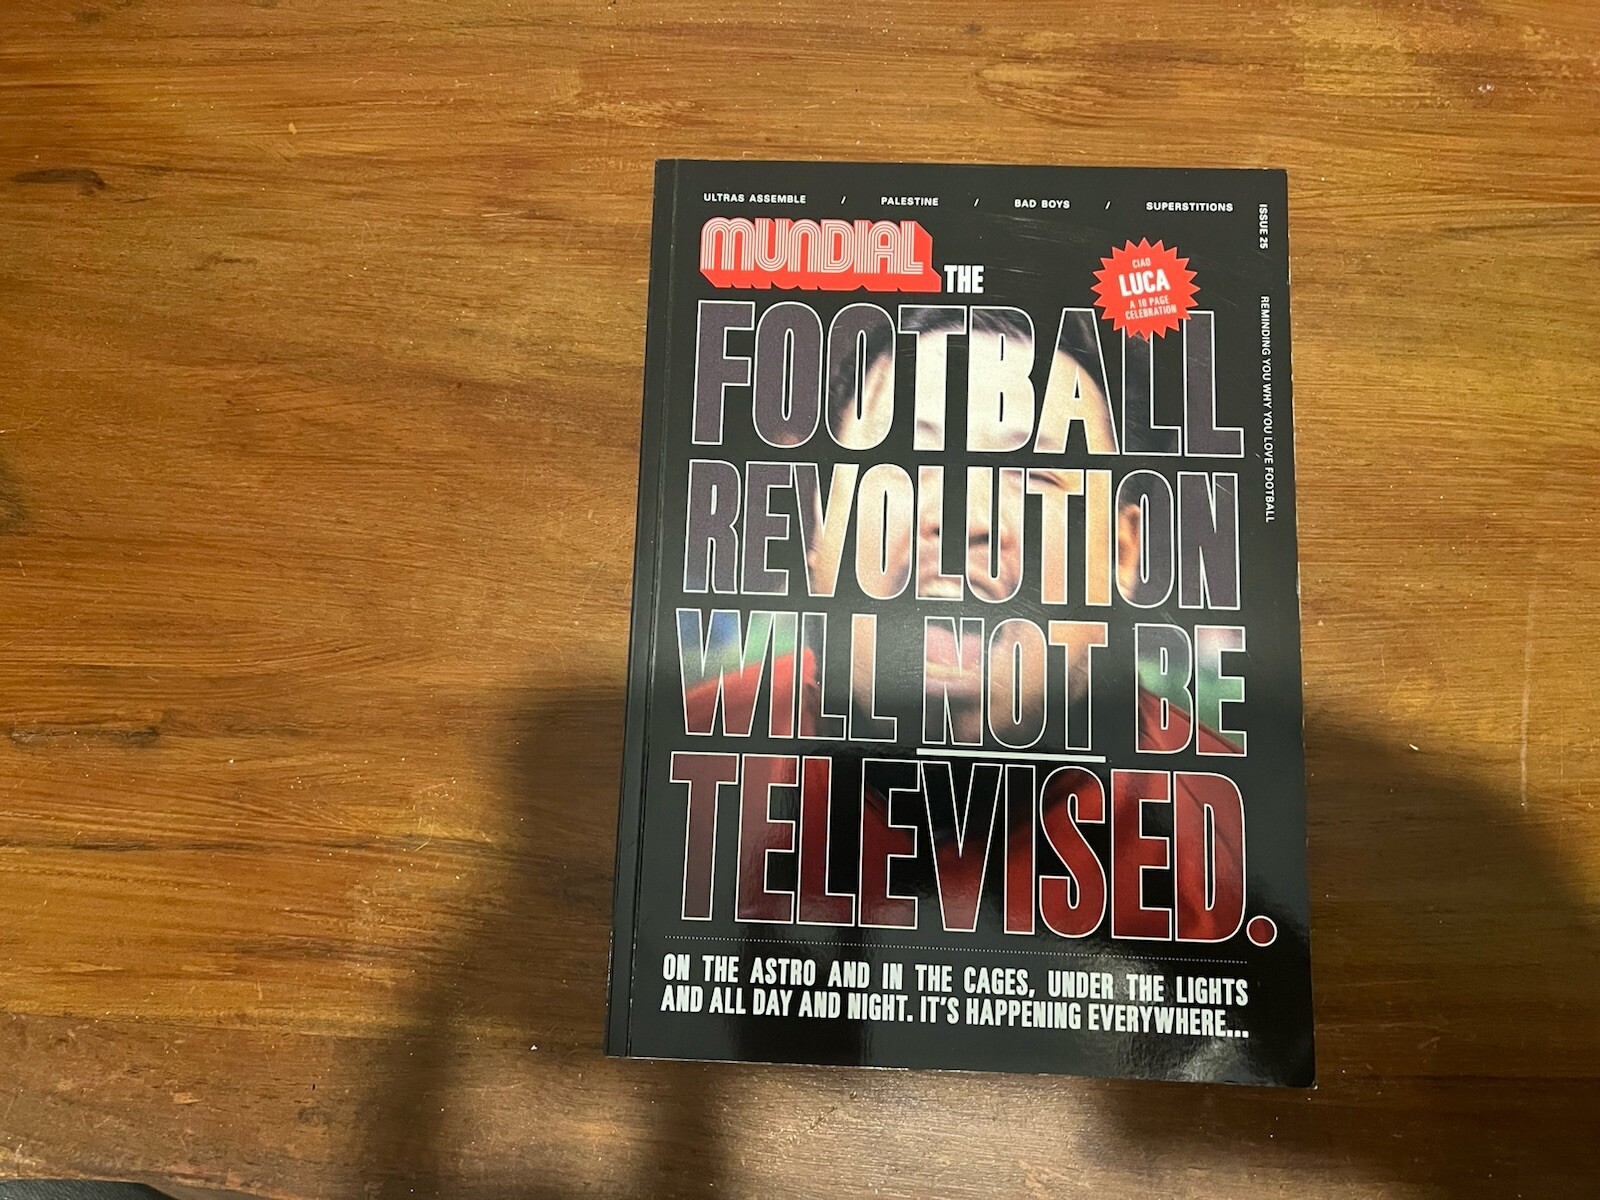 ULTRAS ASSEMBLE / PALESTINE / BAD BOYS / SUPERSTITIONS
ISSUE 25
REMINDING YOU WHY YOU LOVE FOOTBALL
MUNDIAL
CIAO
LUCA
A 10 PAGE
CELEBRATION
THE
FOOTBALL
REVOLUTION
WILL NOT BE
TELEVISED.
ON THE ASTRO AND IN THE CAGES, UNDER THE LIGHTS
AND ALL DAY AND NIGHT. IT'S HAPPENING EVERYWHERE...